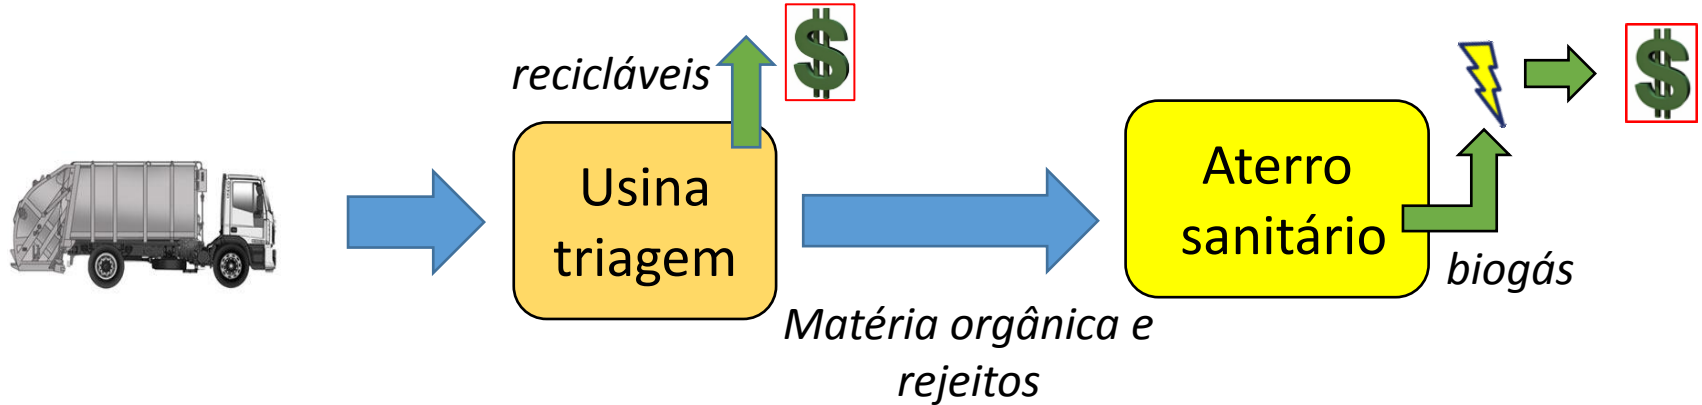 recicláveis
Usina
triagem
Matéria orgânica e
rejeitos
Aterro
sanitário
biogás